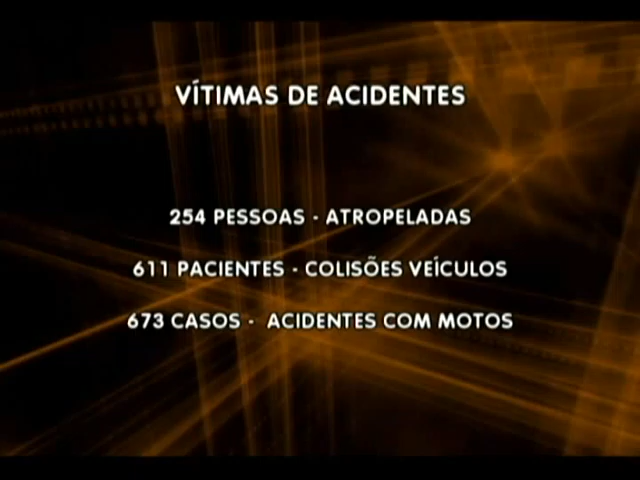 VÍTIMAS DE ACIDENTES
254 PESSOAS - ATROPELADAS
611 PACIENTES - COLISÕES VEÍCULOS
673 CASOS - ACIDENTES COM MOTOS